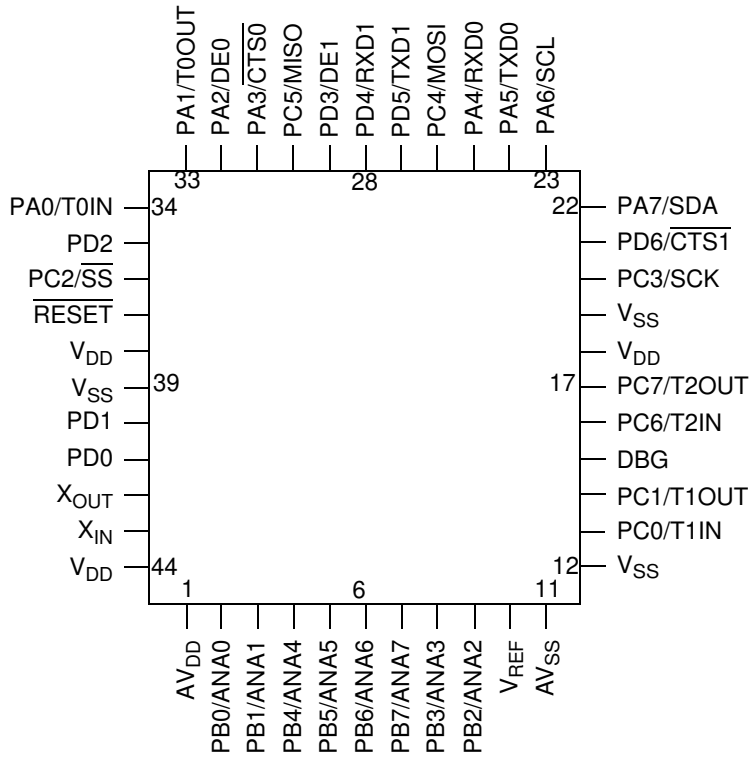 PA1/T0OUT
PA2/DE0
PA3/CTS0
PC5/MISO
PD3/DE1
PD4/RXD1
PD5/TXD1
PC4/MOSI
PA4/RXD0
PA5/TXD0
PA6/SCL
33 28 23
PA0/T0IN 34 22 PA7/SDA
PD2 PD6/CTS1
PC2/SS PC3/SCK
RESET VSS
VDD VDD
VSS 39 17 PC7/T2OUT
PD1 PC6/T2IN
PD0 DBG
XOUT PC1/T1OUT
XIN PC0/T1IN
VDD 44 12 VSS
1 6 11
AVDD
PB0/ANA0
PB1/ANA1
PB4/ANA4
PB5/ANA5
PB6/ANA6
PB7/ANA7
PB3/ANA3
PB2/ANA2
VREF
AVSS